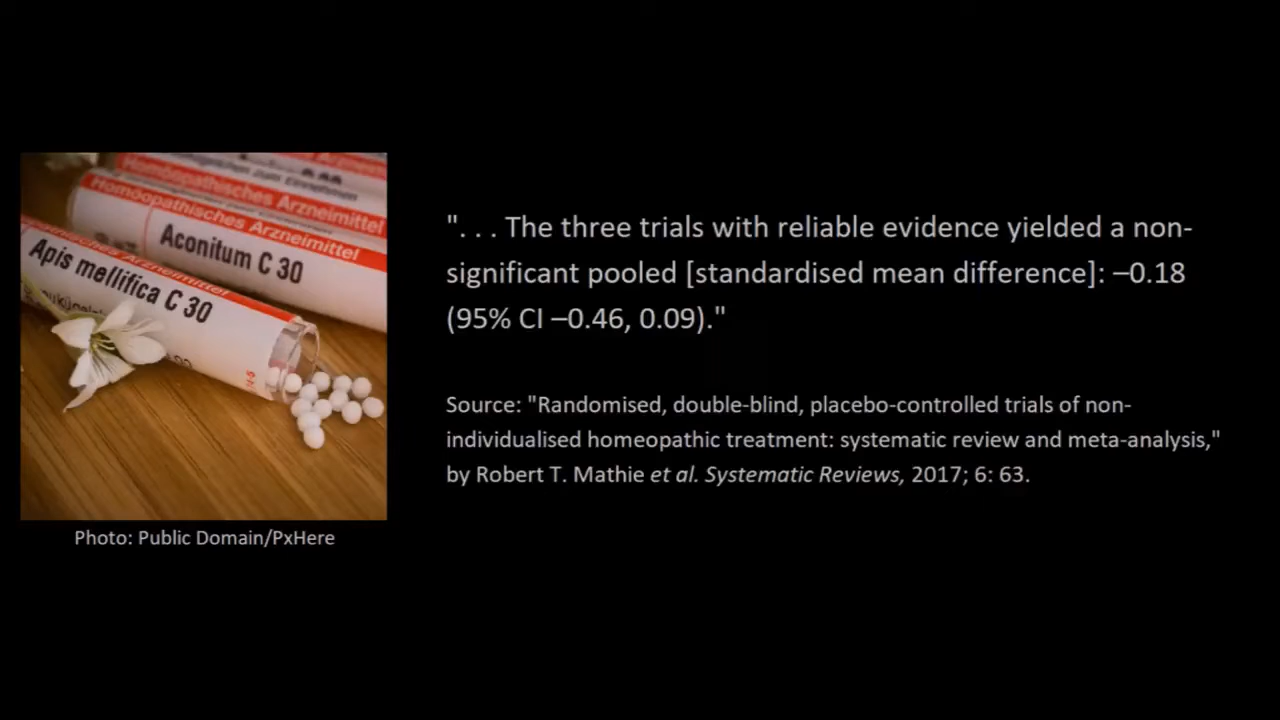 Homöopathisches Arzneimittel
Homöopathisches Arzneimittel
Aconitum C 30
Arzneimittel
Apis mellifica C 30
". . . The three trials with reliable evidence yielded a non-
significant pooled [standardised mean difference]: –0.18
(95% CI –0.46, 0.09)."
Source: "Randomised, double-blind, placebo-controlled trials of non-
individualised homeopathic treatment: systematic review and meta-analysis,"
by Robert T. Mathie et al. Systematic Reviews, 2017; 6: 63.
Photo: Public Domain/PxHere